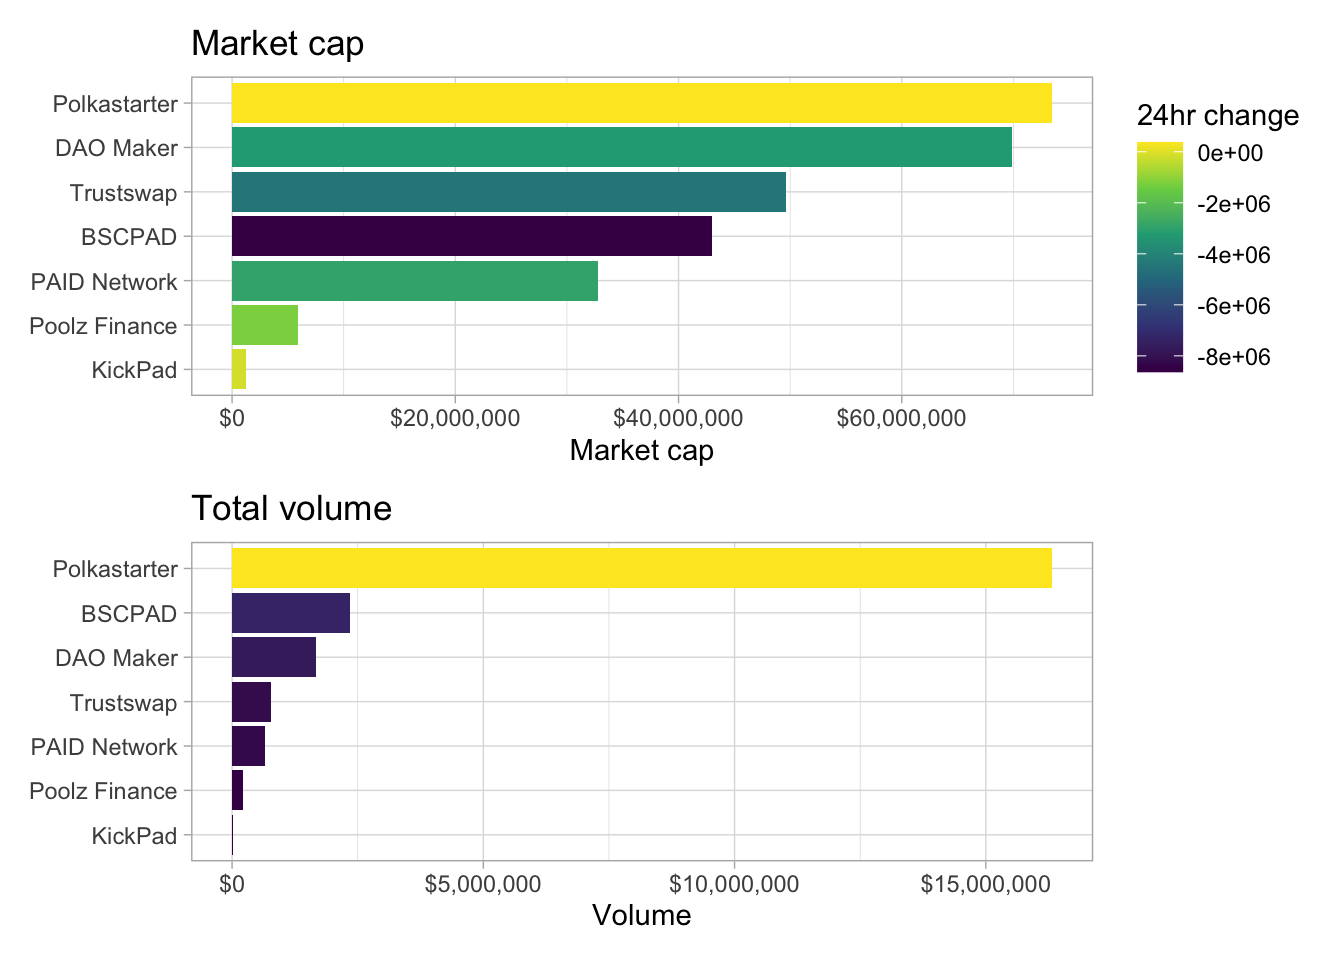 Market cap
Polkastarter
DAO Maker
Trustswap
BSCPAD
PAID Network
Poolz Finance
KickPad
$0 $20,000,000 $40,000,000 $60,000,000
Market cap
24hr change
0e+00
-2e+06
-4e+06
-6e+06
-8e+06
Total volume
Polkastarter
BSCPAD
DAO Maker
Trustswap
PAID Network
Poolz Finance
KickPad
$0 $5,000,000 $10,000,000 $15,000,000
Volume